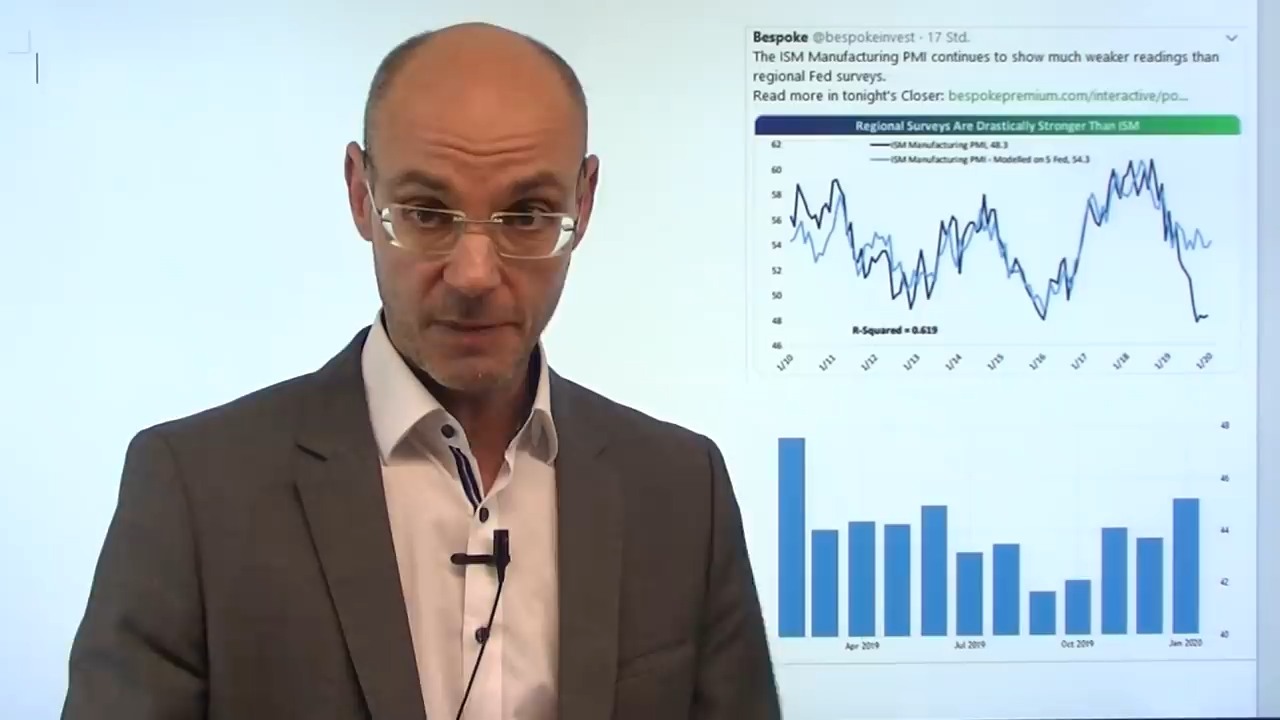 Bespoke @bespokeinvest · 17 Std.
The ISM Manufacturing PMI continues to show much weaker readings than
regional Fed surveys.
Read more in tonight's Closer: bespokepremium.com/interactive/po...
Regional Surveys Are Drastically Stronger Than ISM
ISM Manufacturing PMI, 48.3
ISM Manufacturing PMI - Modelled on 5 Fed, 54.3
62
60
58
56
54
52
50
48
46
R-Squared = 0.619
1/10 1/11 1/12 1/13 1/14 1/15 1/16 1/17 1/18 1/19 1/20
48
46
44
42
40
Apr 2019 Jul 2019 Oct 2019 Jan 2020